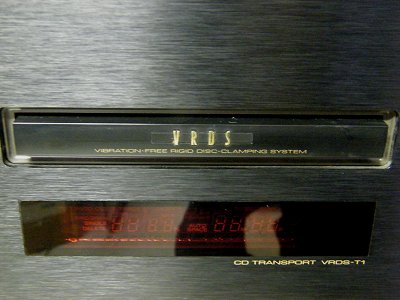 VRDS
VIBRATION-FREE RIGID DISC-CLAMPING SYSTEM
CD TRANSPORT VRDS-T1